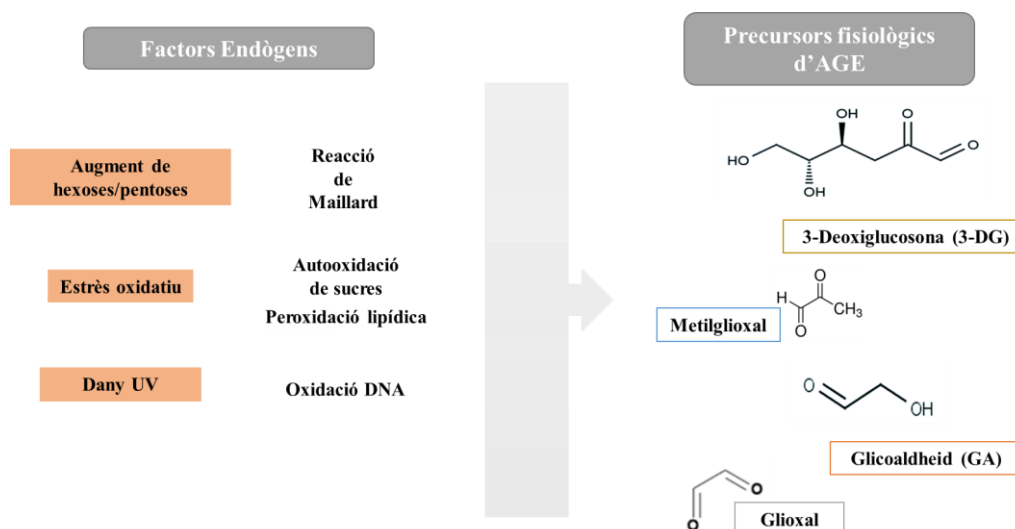 Factors Endògens
Precursors fisiològics
d'AGE
Augment de
hexoses/pentoses
Reacció
de
Maillard
Estrès oxidatiu
Autooxidació
de sucres
Peroxidació lipídica
Dany UV
Oxidació DNA
OH
O
O
HO
OH
3-Deoxiglucosona (3-DG)
O
H
CH3
O
Metilglioxal
O
OH
Glicoaldheid (GA)
O
O
Glioxal